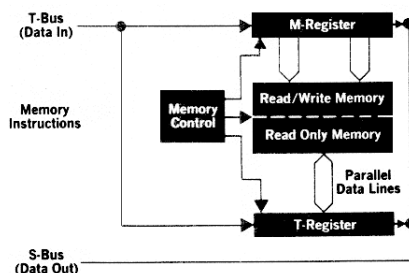 T-Bus
(Data In)
M-Register
Memory
Instructions
Memory
Control
Read/Write Memory
Read Only Memory
Parallel
Data Lines
T-Register
S-Bus
(Data Out)